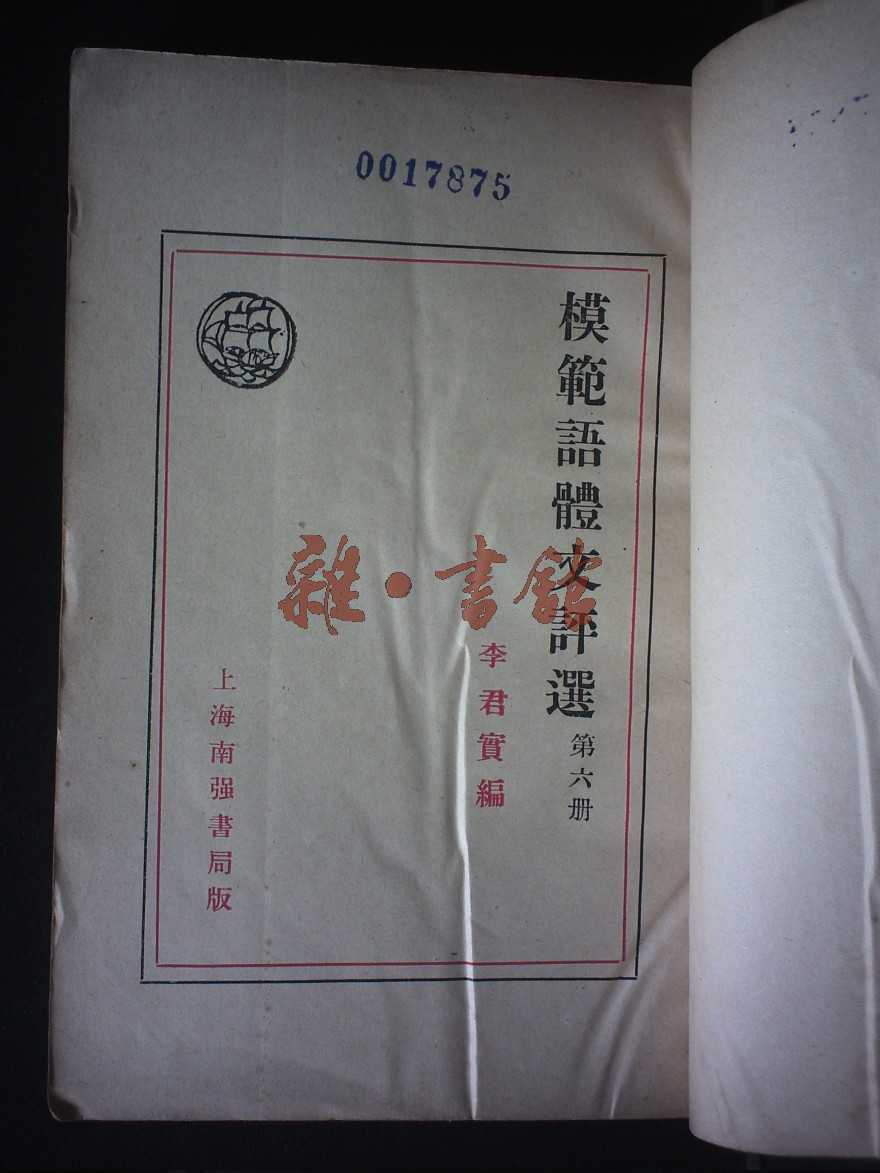 0017875
模範語體文評選 第六册
李君實編
上海南强書局版
雜·書館